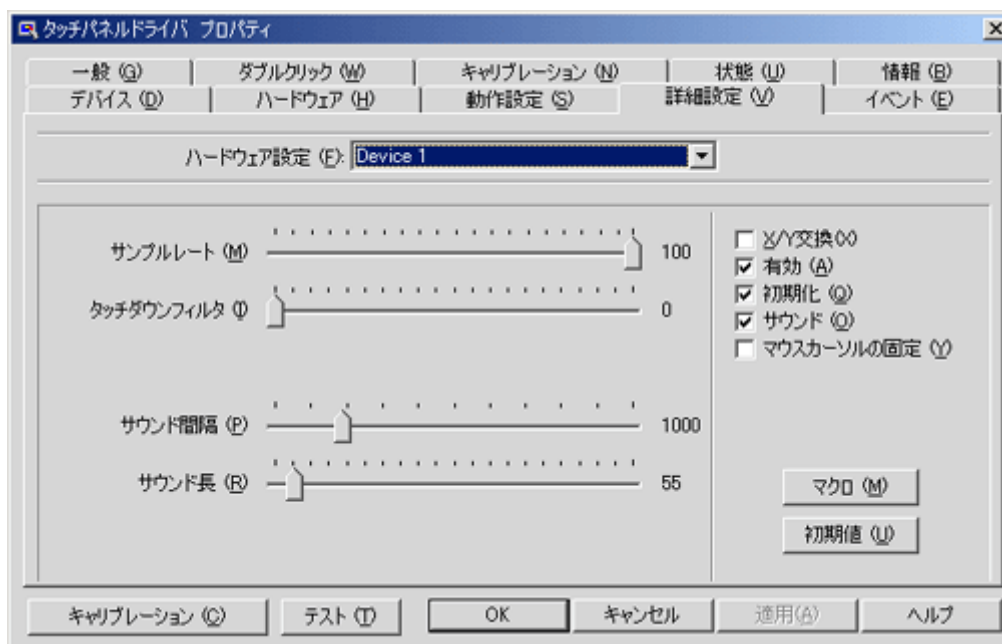 タッチパネルドライバ プロパティ
一般 (G) ダブルクリック (W) キャリブレーション (N) 状態 (U) 情報 (B)
デバイス (D) ハードウェア (H) 動作設定 (S) 詳細設定 (V) イベント (E)
ハードウェア設定 (F): Device 1
サンプルレート (M) 100
タッチダウンフィルタ (I) 0
サウンド間隔 (P) 1000
サウンド長 (R) 55
X/Y交換(X)
有効 (A)
初期化 (Q)
サウンド (O)
マウスカーソルの固定 (Y)
マクロ (M)
初期値 (U)
キャリブレーション (C) テスト (T) OK キャンセル 適用(A) ヘルプ